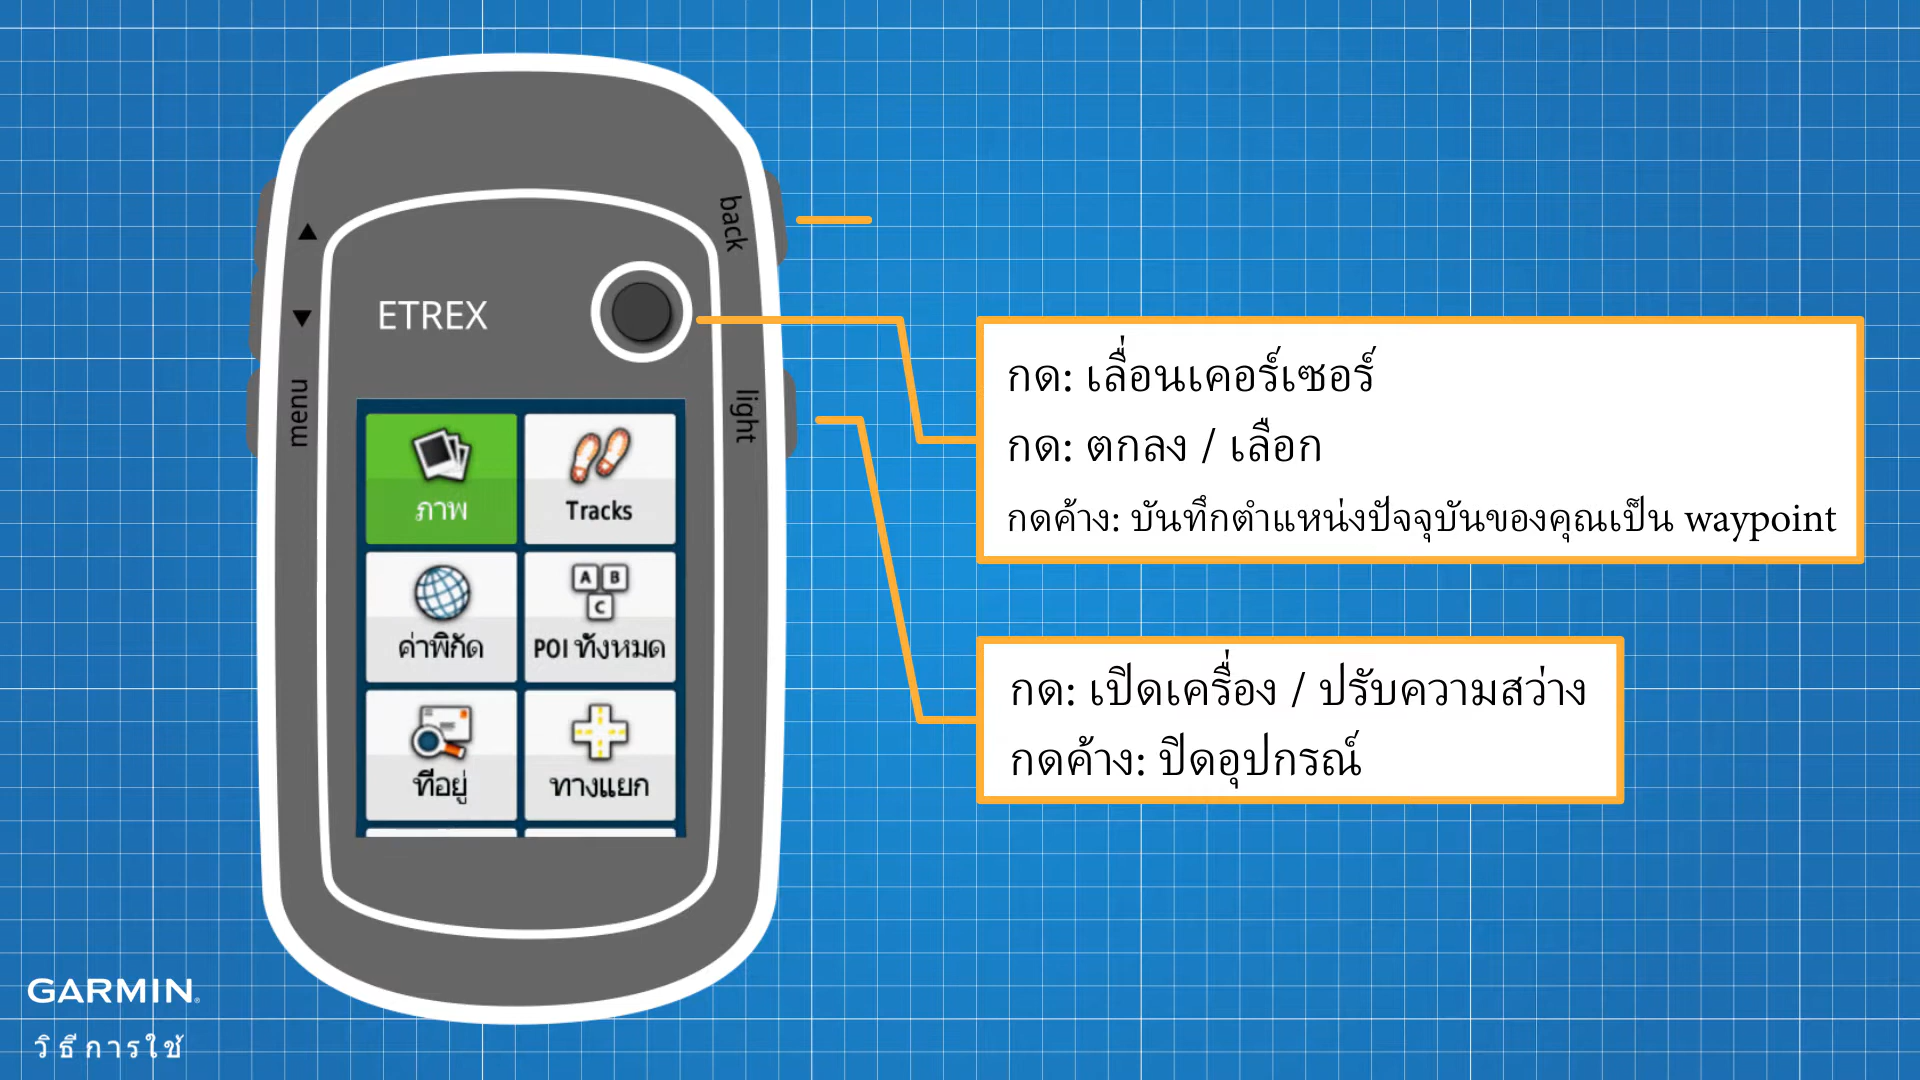 back
ETREX
menu
light
ภาพ
Tracks
ค่าพิกัด
A B C
POI ทั้งหมด
ที่อยู่
ทางแยก
กด: เลื่อนเคอร์เซอร์
กด: ตกลง / เลือก
กดค้าง: บันทึกตำแหน่งปัจจุบันของคุณเป็น waypoint
กด: เปิดเครื่อง / ปรับความสว่าง
กดค้าง: ปิดอุปกรณ์
GARMIN®
วิธีการใช้